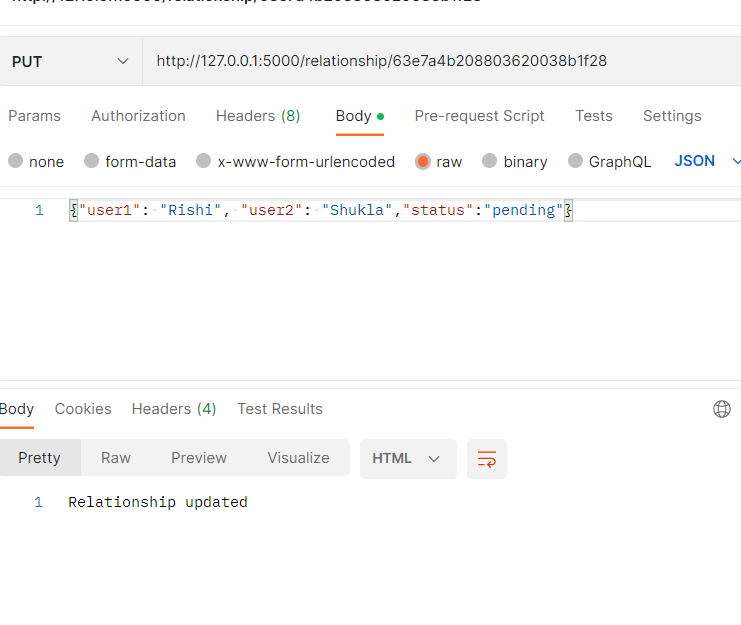 PUT http://127.0.0.1:5000/relationship/63e7a4b208803620038b1f28
Params Authorization Headers (8) Body Pre-request Script Tests Settings
none form-data x-www-form-urlencoded raw binary GraphQL JSON
1 {"user1": "Rishi", "user2": "Shukla","status":"pending"}
Body Cookies Headers (4) Test Results
Pretty Raw Preview Visualize HTML
1 Relationship updated